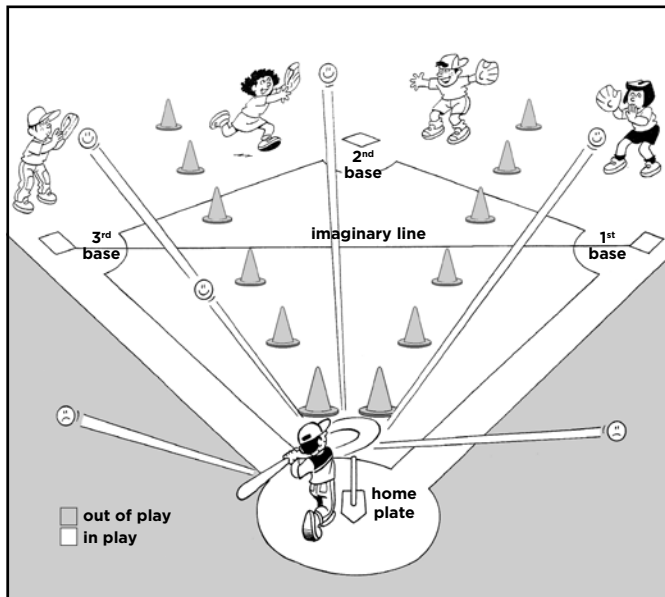 2nd
base
imaginary line
3rd
base
1st
base
home
plate
out of play
in play